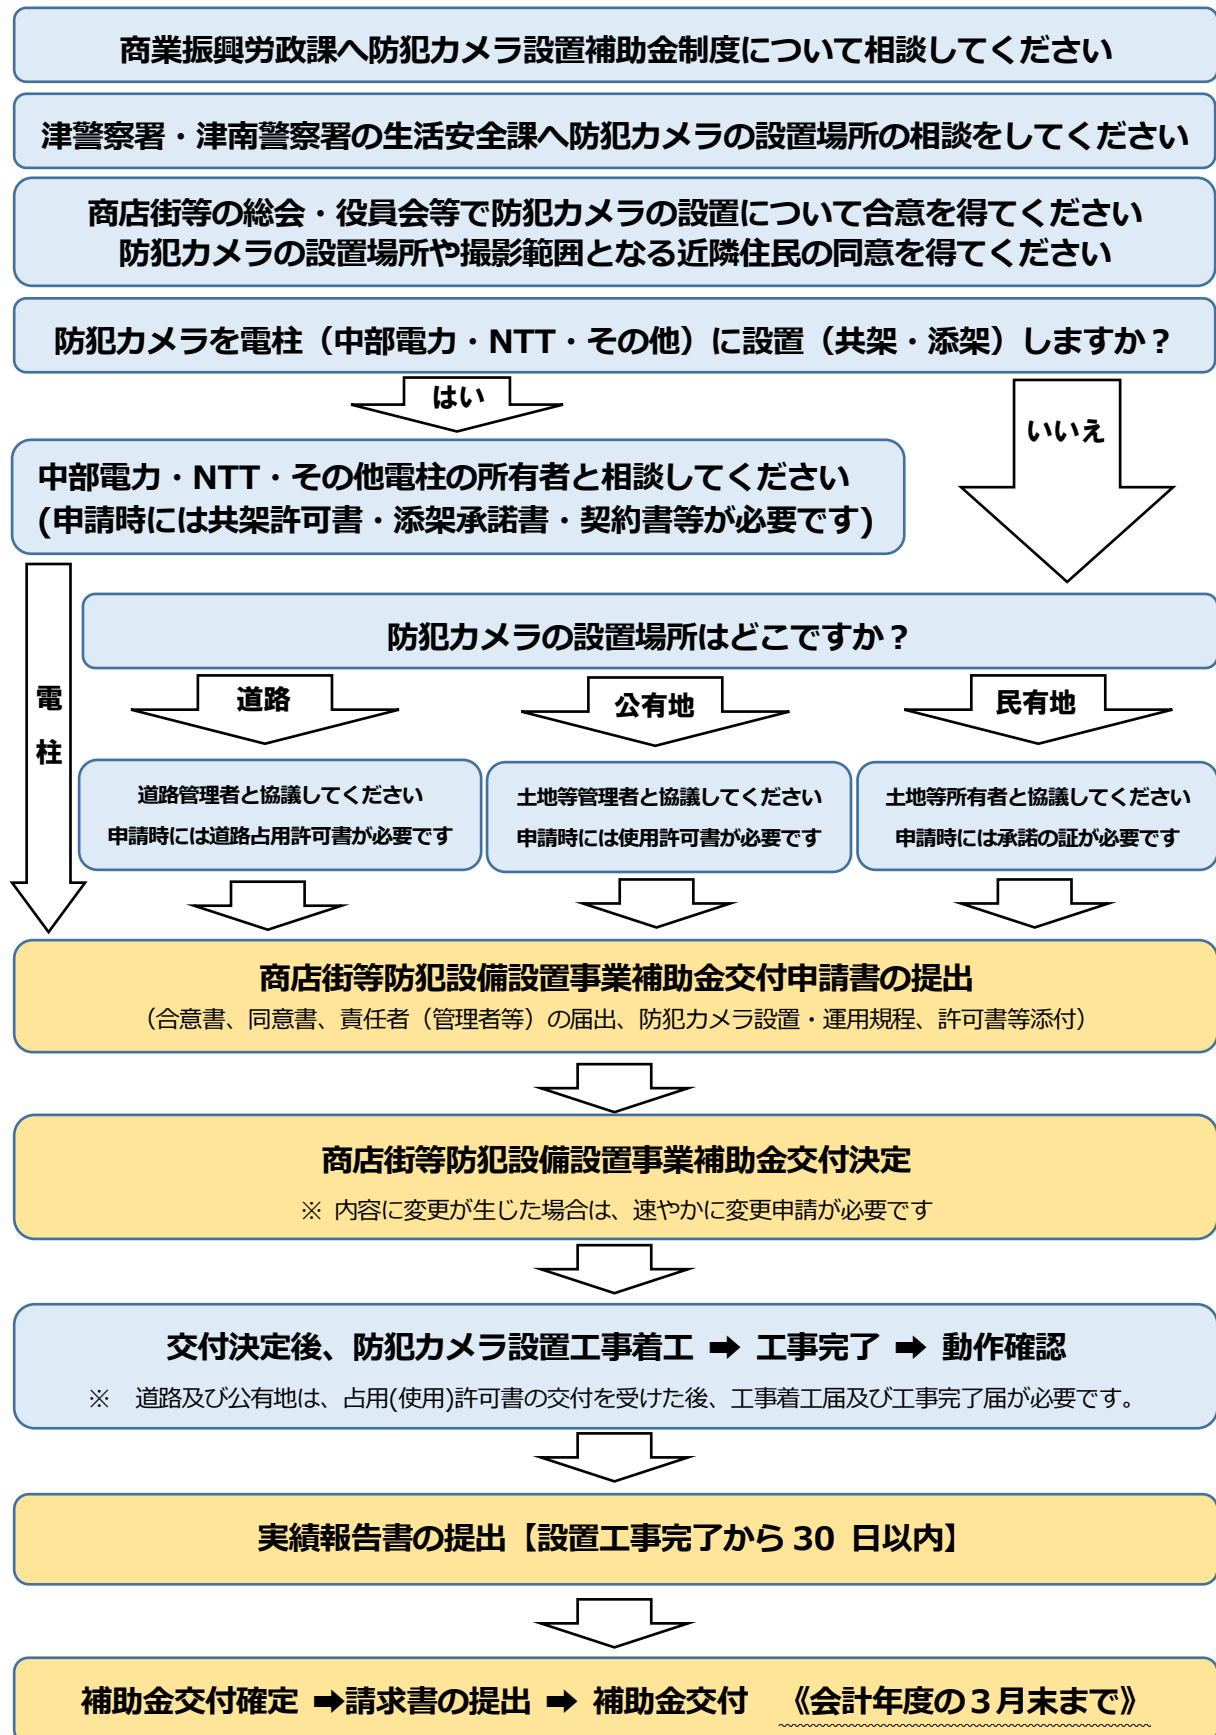 商業振興労政課へ防犯カメラ設置補助金制度について相談してください
津警察署・津南警察署の生活安全課へ防犯カメラの設置場所の相談をしてください
商店街等の総会・役員会等で防犯カメラの設置について合意を得てください
防犯カメラの設置場所や撮影範囲となる近隣住民の同意を得てください
防犯カメラを電柱（中部電力・NTT・その他）に設置（共架・添架）しますか？
はい
いいえ
中部電力・NTT・その他電柱の所有者と相談してください
(申請時には共架許可書・添架承諾書・契約書等が必要です)
電柱
防犯カメラの設置場所はどこですか？
道路
公有地
民有地
道路管理者と協議してください
申請時には道路占用許可書が必要です
土地等管理者と協議してください
申請時には使用許可書が必要です
土地等所有者と協議してください
申請時には承諾の証が必要です
商店街等防犯設備設置事業補助金交付申請書の提出
（合意書、同意書、責任者（管理者等）の届出、防犯カメラ設置・運用規程、許可書等添付）
商店街等防犯設備設置事業補助金交付決定
※ 内容に変更が生じた場合は、速やかに変更申請が必要です
交付決定後、防犯カメラ設置工事着工 ➡ 工事完了 ➡ 動作確認
※ 道路及び公有地は、占用(使用)許可書の交付を受けた後、工事着工届及び工事完了届が必要です。
実績報告書の提出【設置工事完了から 30 日以内】
補助金交付確定 ➡請求書の提出 ➡ 補助金交付 《会計年度の３月末まで》